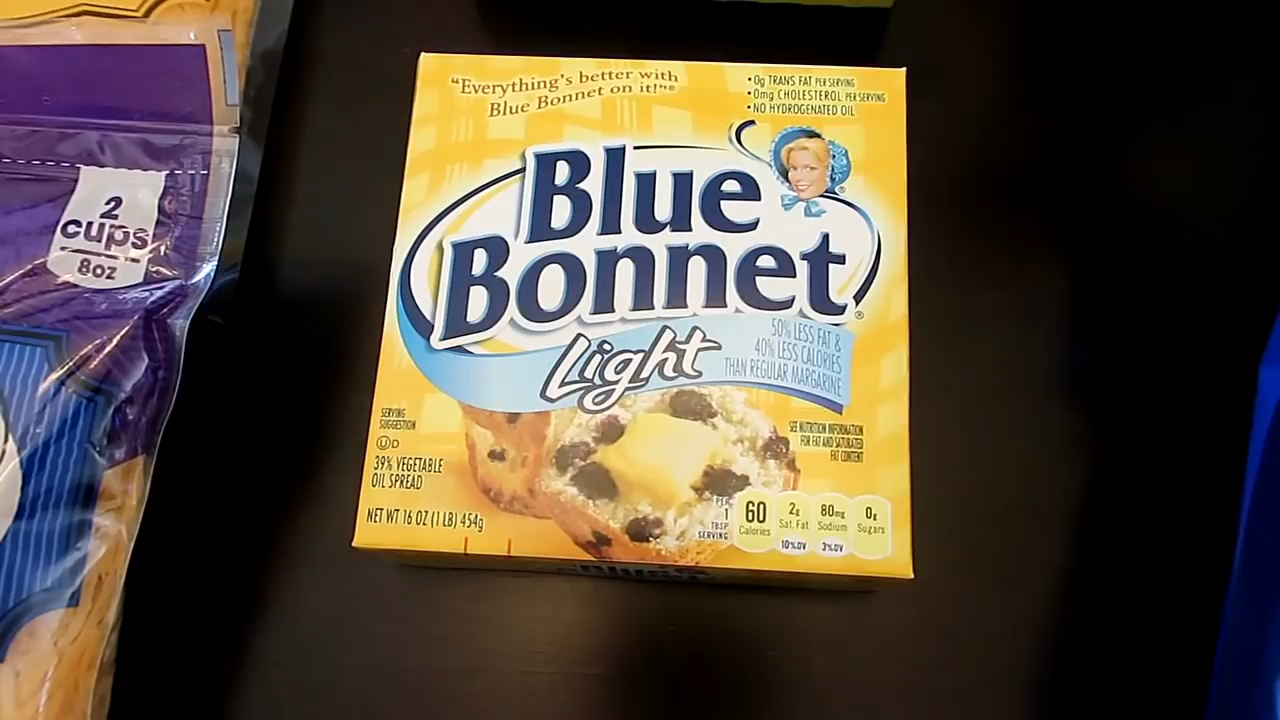 "Everything's better with
Blue Bonnet on it!"®
• 0g TRANS FAT PER SERVING
• 0mg CHOLESTEROL PER SERVING
• NO HYDROGENATED OIL
Blue
Bonnet®
Light
50% LESS FAT &
40% LESS CALORIES
THAN REGULAR MARGARINE
2
cups
8oz
SERVING
SUGGESTION
U D
39% VEGETABLE
OIL SPREAD
NET WT 16 OZ (1 LB) 454g
SEE NUTRITION INFORMATION
FOR FAT AND SATURATED
FAT CONTENT
PER
1
TBSP
SERVING
60
Calories
2g
Sat. Fat
10% DV
80mg
Sodium
3% DV
0g
Sugars